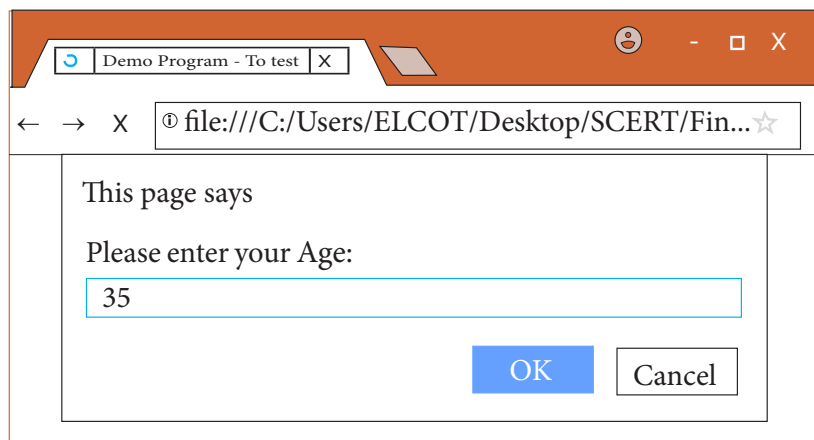 Demo Program - To test X
- X
← → X file:///C:/Users/ELCOT/Desktop/SCERT/Fin...
This page says
Please enter your Age:
35
OK Cancel